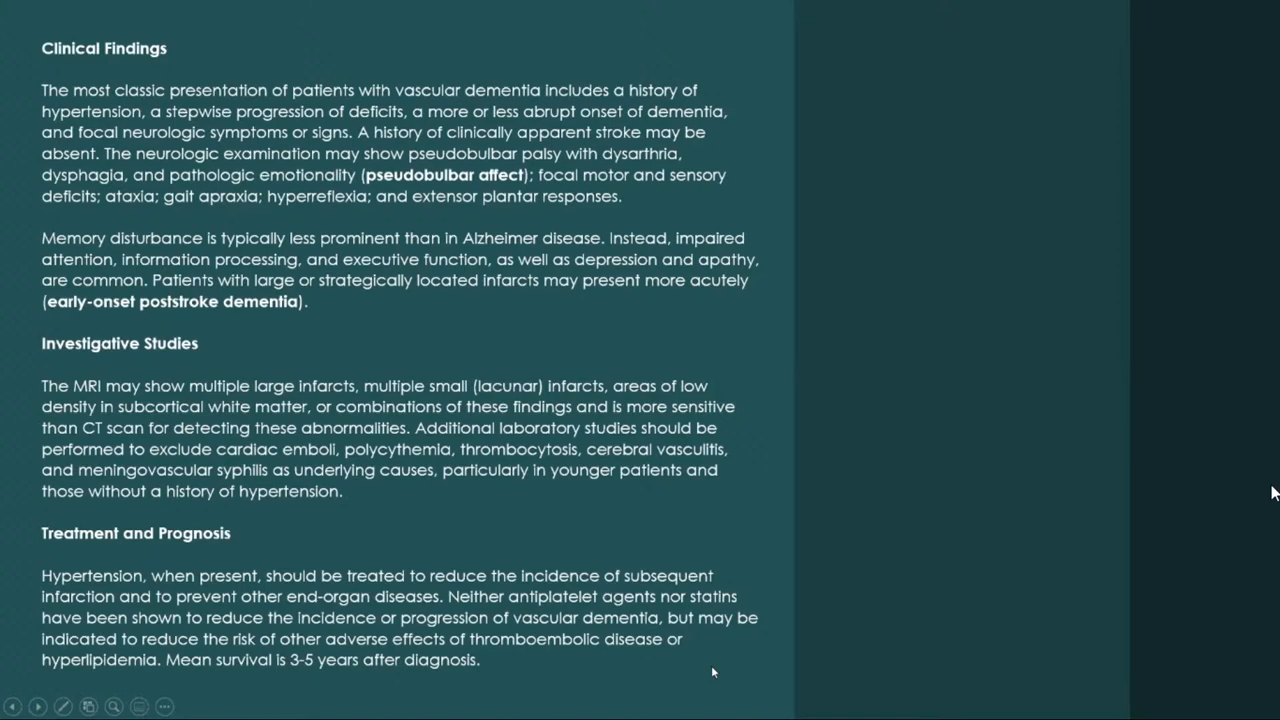 Clinical Findings
The most classic presentation of patients with vascular dementia includes a history of
hypertension, a stepwise progression of deficits, a more or less abrupt onset of dementia,
and focal neurologic symptoms or signs. A history of clinically apparent stroke may be
absent. The neurologic examination may show pseudobulbar palsy with dysarthria,
dysphagia, and pathologic emotionality (pseudobulbar affect); focal motor and sensory
deficits; ataxia; gait apraxia; hyperreflexia; and extensor plantar responses.
Memory disturbance is typically less prominent than in Alzheimer disease. Instead, impaired
attention, information processing, and executive function, as well as depression and apathy,
are common. Patients with large or strategically located infarcts may present more acutely
(early-onset poststroke dementia).
Investigative Studies
The MRI may show multiple large infarcts, multiple small (lacunar) infarcts, areas of low
density in subcortical white matter, or combinations of these findings and is more sensitive
than CT scan for detecting these abnormalities. Additional laboratory studies should be
performed to exclude cardiac emboli, polycythemia, thrombocytosis, cerebral vasculitis,
and meningovascular syphilis as underlying causes, particularly in younger patients and
those without a history of hypertension.
Treatment and Prognosis
Hypertension, when present, should be treated to reduce the incidence of subsequent
infarction and to prevent other end-organ diseases. Neither antiplatelet agents nor statins
have been shown to reduce the incidence or progression of vascular dementia, but may be
indicated to reduce the risk of other adverse effects of thromboembolic disease or
hyperlipidemia. Mean survival is 3-5 years after diagnosis.